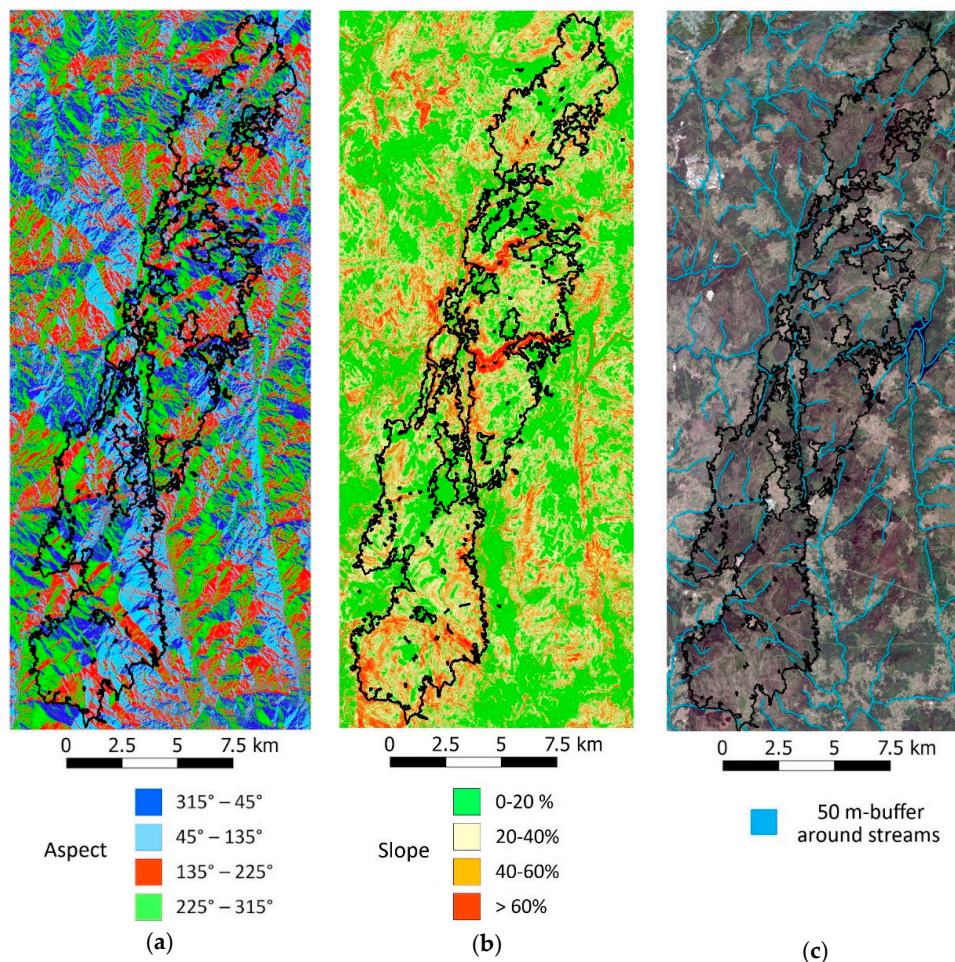 0 2.5 5 7.5 km
0 2.5 5 7.5 km
0 2.5 5 7.5 km
Aspect
315° – 45°
45° – 135°
135° – 225°
225° – 315°
Slope
0-20 %
20-40%
40-60%
> 60%
50 m-buffer
around streams
(a)
(b)
(c)